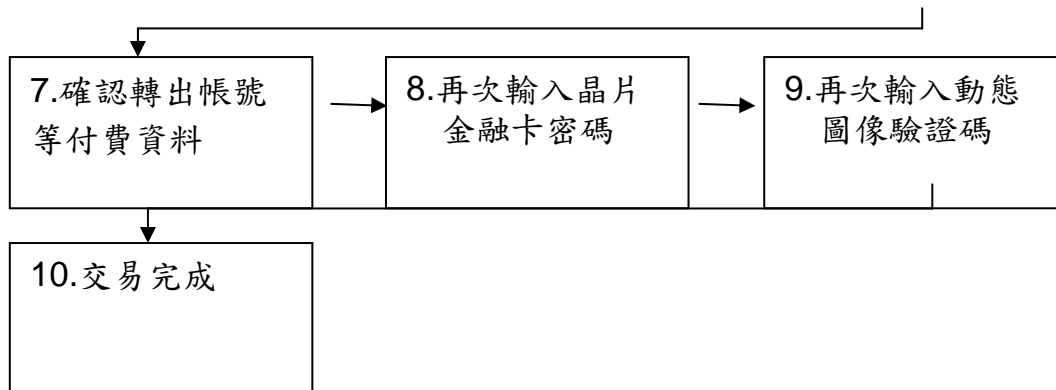 7.確認轉出帳號
等付費資料
8.再次輸入晶片
金融卡密碼
9.再次輸入動態
圖像驗證碼
10.交易完成